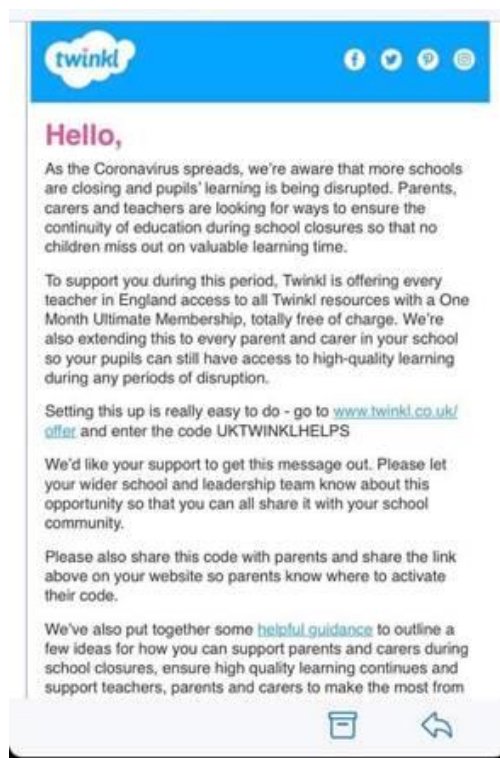 twinkl
Hello,
As the Coronavirus spreads, we're aware that more schools
are closing and pupils' learning is being disrupted. Parents,
carers and teachers are looking for ways to ensure the
continuity of education during school closures so that no
children miss out on valuable learning time.
To support you during this period, Twinkl is offering every
teacher in England access to all Twinkl resources with a One
Month Ultimate Membership, totally free of charge. We're
also extending this to every parent and carer in your school
so your pupils can still have access to high-quality learning
during any periods of disruption.
Setting this up is really easy to do - go to www.twinkl.co.uk/
offer and enter the code UKTWINKLHELPS
We'd like your support to get this message out. Please let
your wider school and leadership team know about this
opportunity so that you can all share it with your school
community.
Please also share this code with parents and share the link
above on your website so parents know where to activate
their code.
We've also put together some helpful guidance to outline a
few ideas for how you can support parents and carers during
school closures, ensure high quality learning continues and
support teachers, parents and carers to make the most from